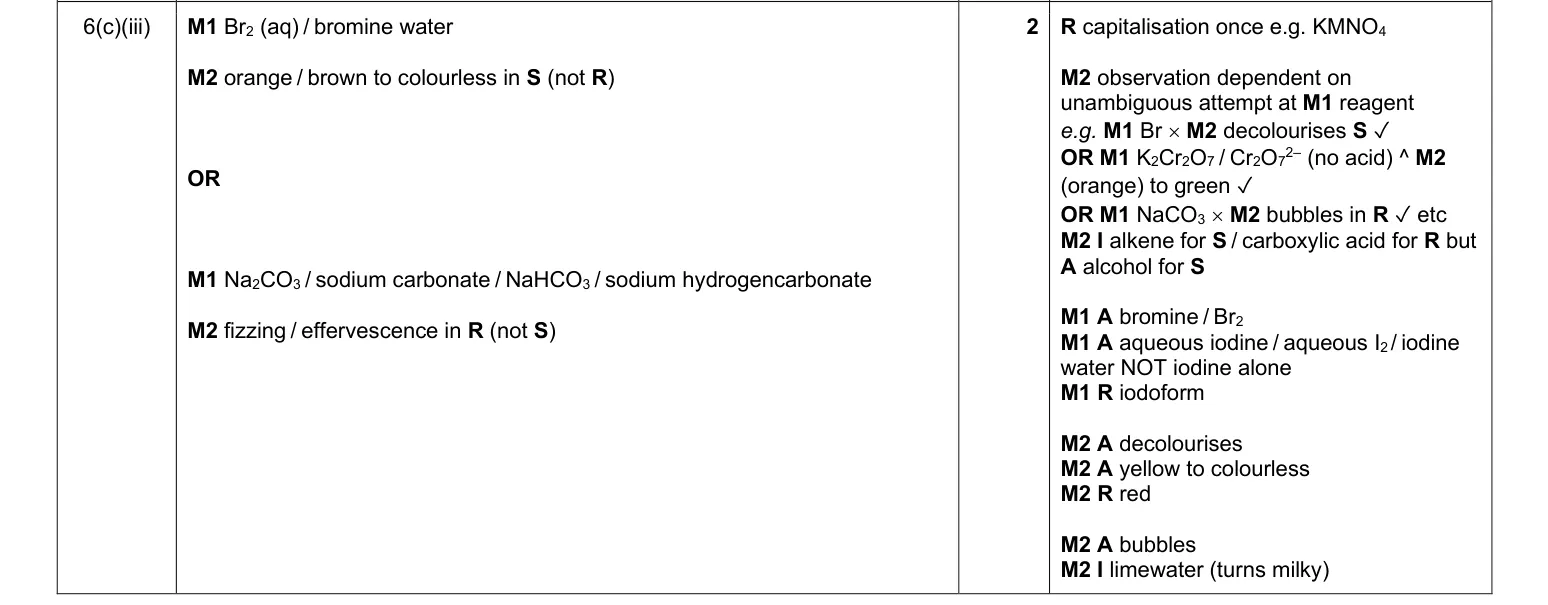 6(c)(iii)
M1 Br₂ (aq) / bromine water
M2 orange / brown to colourless in S (not R)
OR
M1 Na₂CO₃ / sodium carbonate / NaHCO₃ / sodium hydrogencarbonate
M2 fizzing / effervescence in R (not S)
2
R capitalisation once e.g. KMNO₄
M2 observation dependent on
unambiguous attempt at M1 reagent
e.g. M1 Br × M2 decolourises S ✓
OR M1 K₂Cr₂O₇ / Cr₂O₇²⁻ (no acid) ^ M2
(orange) to green ✓
OR M1 NaCO₃ × M2 bubbles in R ✓ etc
M2 I alkene for S / carboxylic acid for R but
A alcohol for S
M1 A bromine / Br₂
M1 A aqueous iodine / aqueous I₂ / iodine
water NOT iodine alone
M1 R iodoform
M2 A decolourises
M2 A yellow to colourless
M2 R red
M2 A bubbles
M2 I limewater (turns milky)